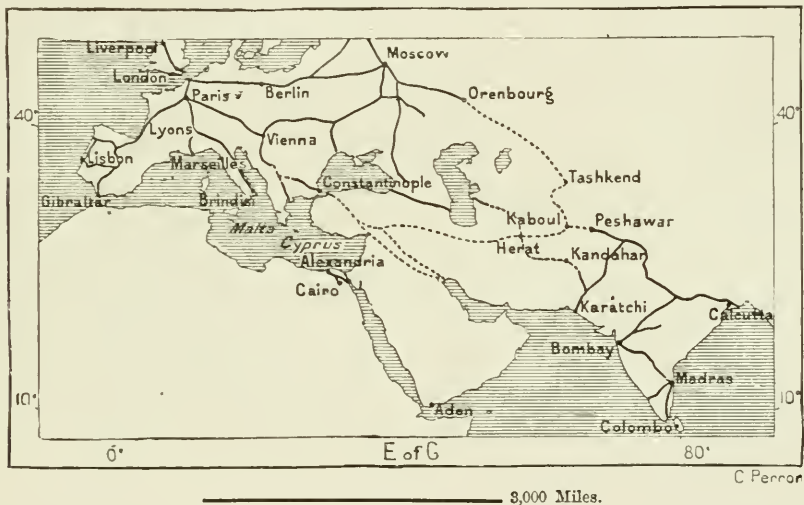 Liverpool
Moscow
London
Paris
Berlin
Orenbourg
40°
40°
Lyons
Vienna
Lisbon
Marseilles
Tashkend
Constantinople
Gibraltar
Brindisi
Kaboul
Peshawar
Malta
Cyprus
Herat
Kandahar
Alexandria
Cairo
Karatchi
Calcutta
Bombay
Madras
10°
10°
Aden
Colombo
0°
E of G
80°
C Perron
3,000 Miles.